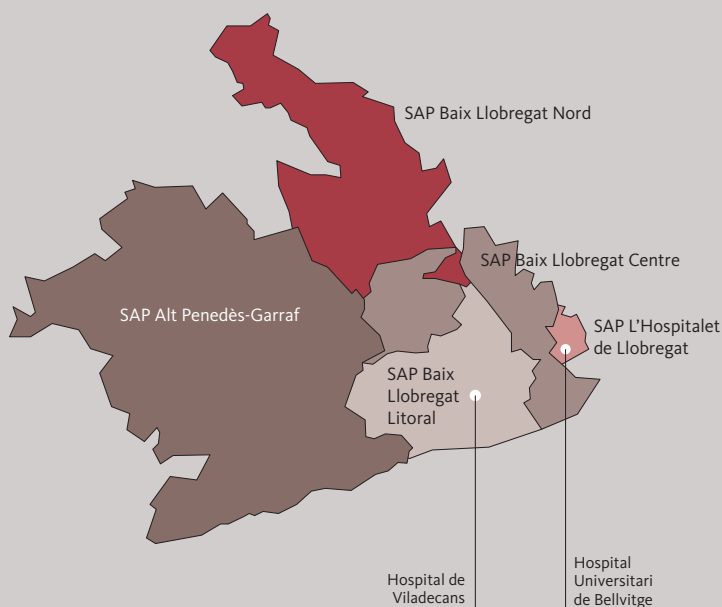 SAP Baix Llobregat Nord
SAP Baix Llobregat Centre
SAP Alt Penedès-Garraf
SAP L'Hospitalet
de Llobregat
SAP Baix
Llobregat
Litoral
Hospital de
Viladecans
Hospital
Universitari
de Bellvitge